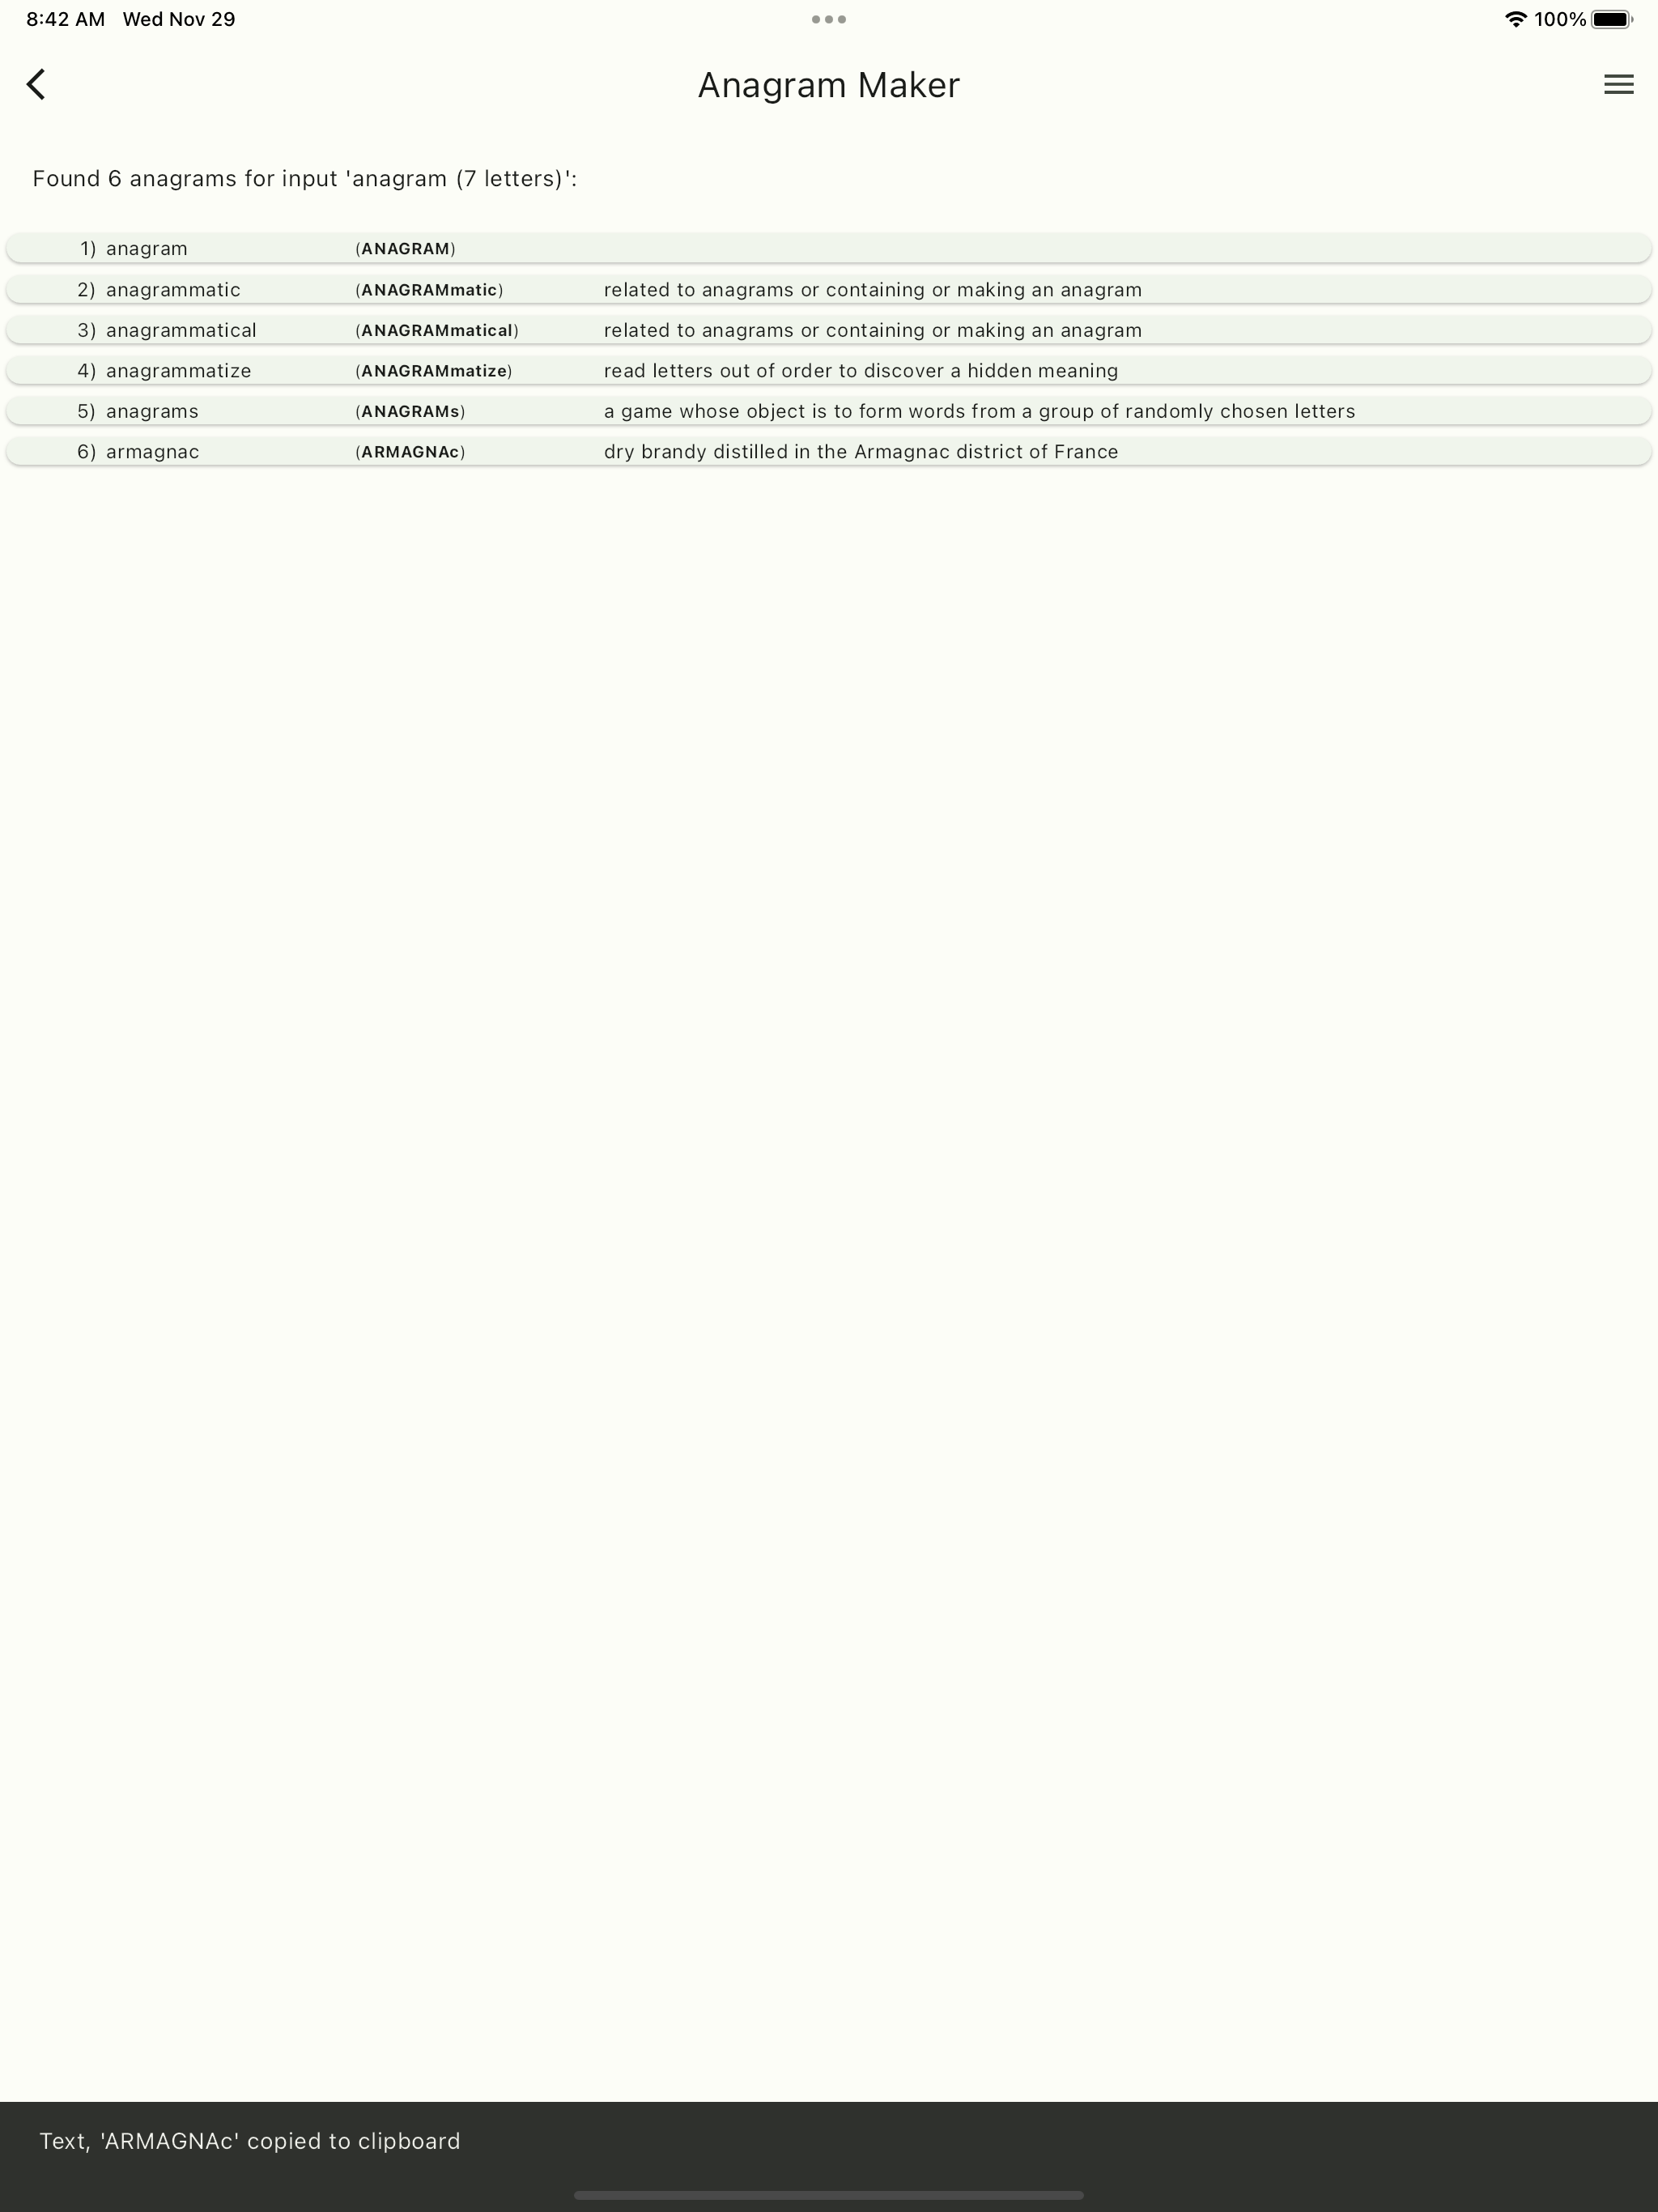 8:42 AM Wed Nov 29 100%
Anagram Maker
Found 6 anagrams for input 'anagram (7 letters)':
1) anagram (ANAGRAM)
2) anagrammatic (ANAGRAMmatic) related to anagrams or containing or making an anagram
3) anagrammatical (ANAGRAMmatical) related to anagrams or containing or making an anagram
4) anagrammatize (ANAGRAMmatize) read letters out of order to discover a hidden meaning
5) anagrams (ANAGRAMs) a game whose object is to form words from a group of randomly chosen letters
6) armagnac (ARMAGNAc) dry brandy distilled in the Armagnac district of France
Text, 'ARMAGNAc' copied to clipboard